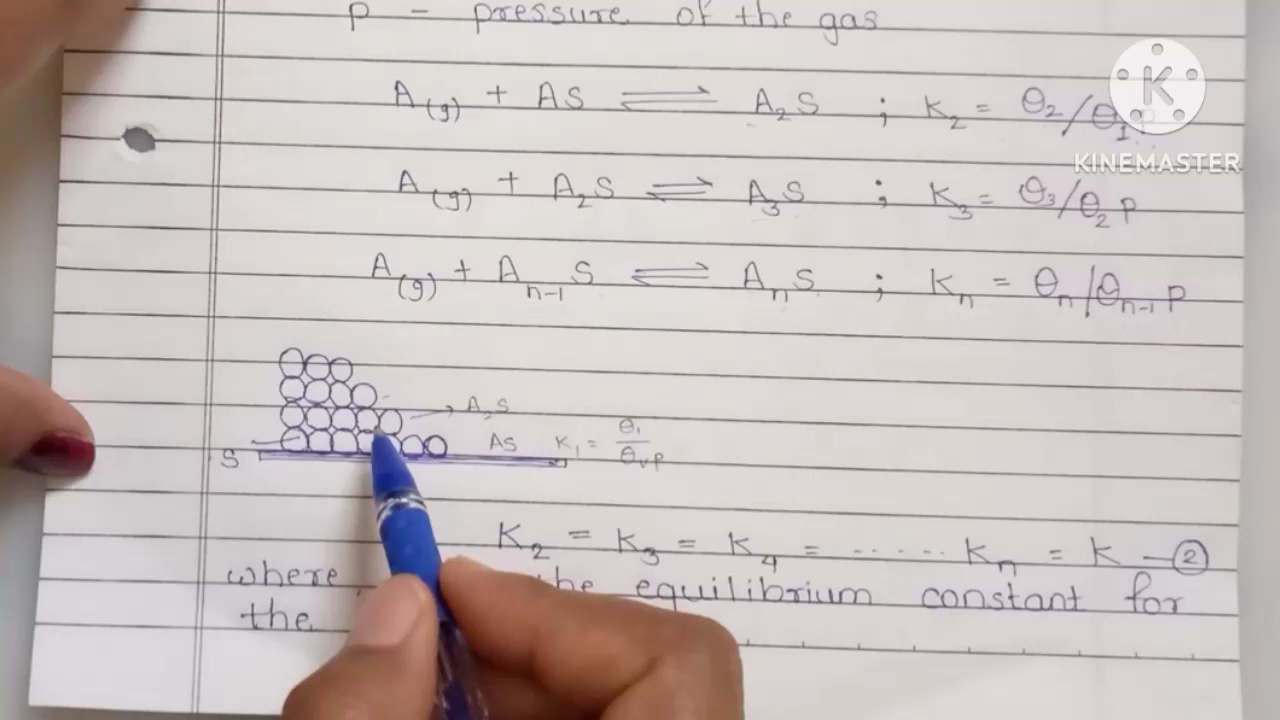 P - pressure of the gas
A(g) + AS ⇌ A₂S ; K₂ = θ₂/θ₁P
KINEMASTER
A(g) + A₂S ⇌ A₃S ; K₃ = θ₃/θ₂ P
A(g) + Aₙ₋₁S ⇌ AₙS ; Kₙ = θₙ/θₙ₋₁ P
A₂S
S AS K₁ = θ₁/θᵥP
K₂ = K₃ = K₄ = ...... Kₙ = K —②
where the equilibrium constant for
the